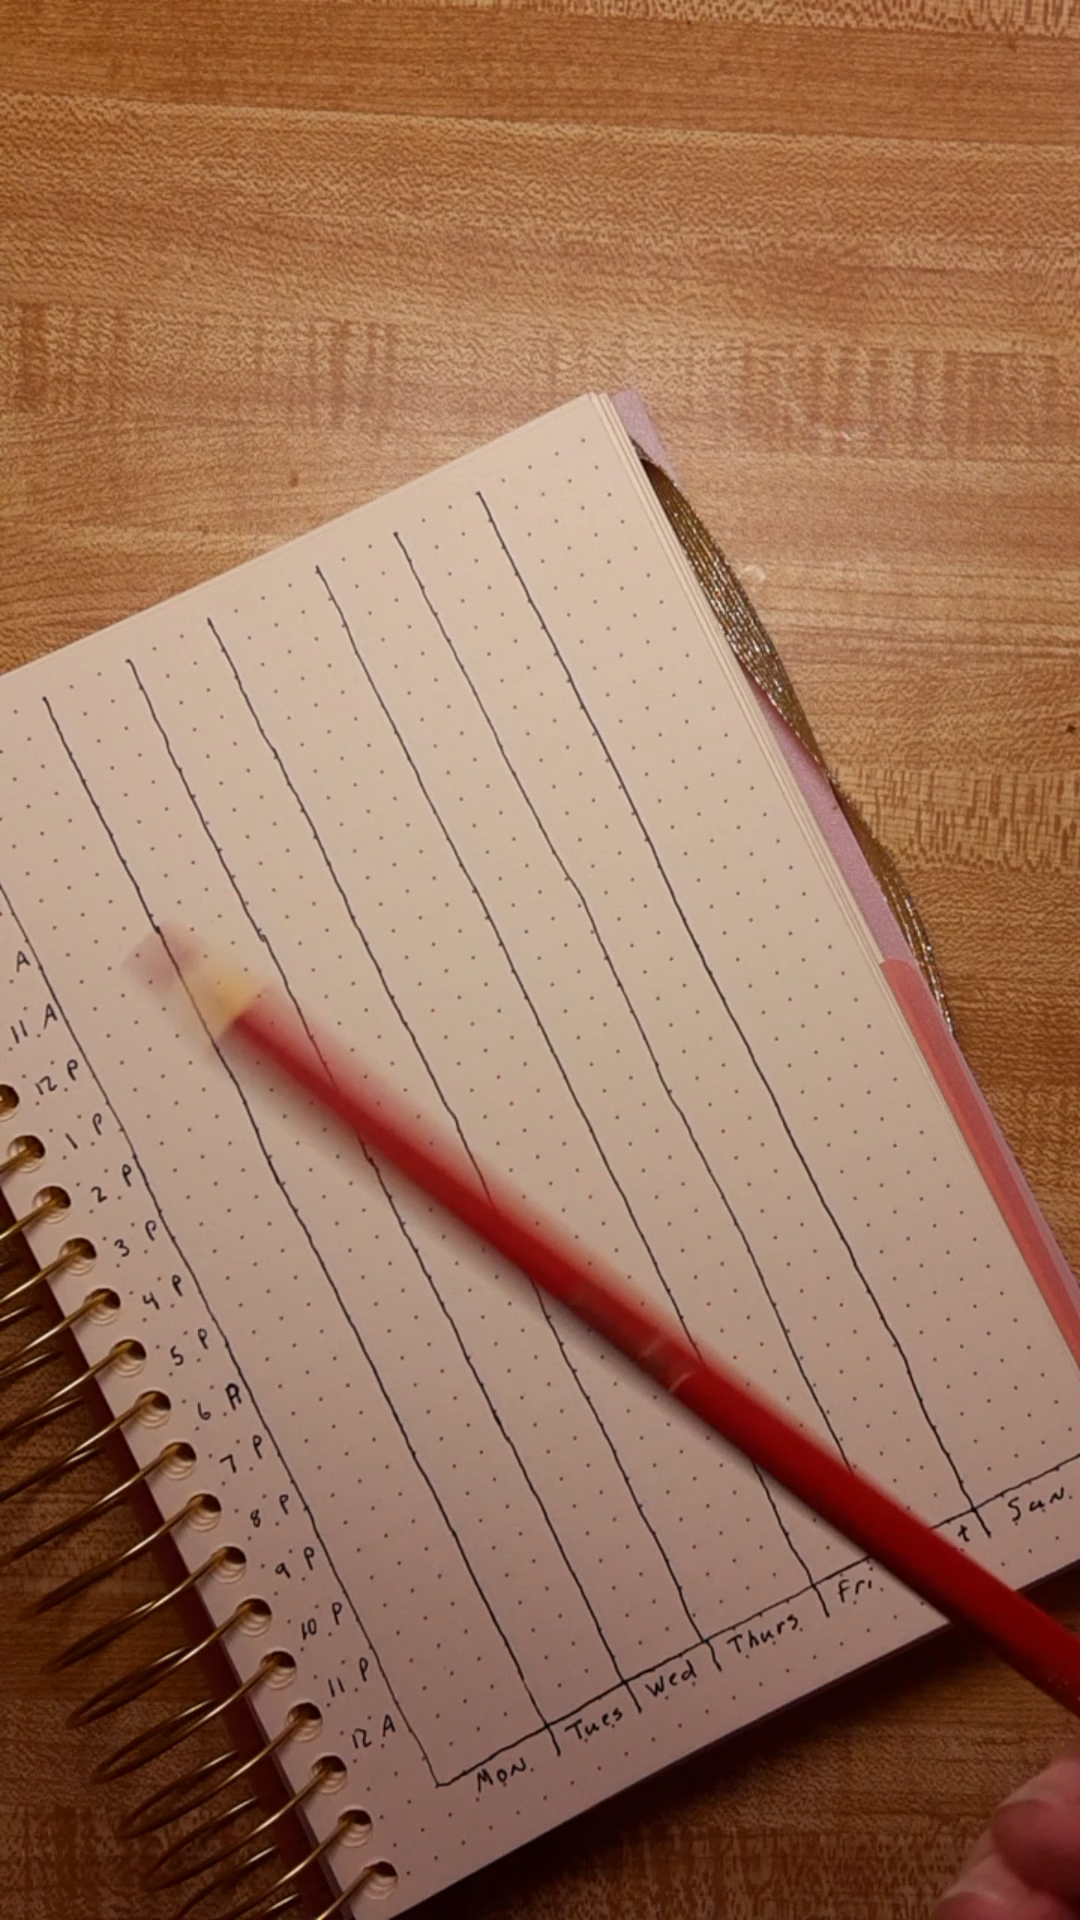 A
11 A
12 P
1 P
2 P
3 P
4 P
5 P
6 P
7 P
8 P
9 P
10 P
11 P
12 A
Mon. Tues Wed Thurs Fri. t Sun.